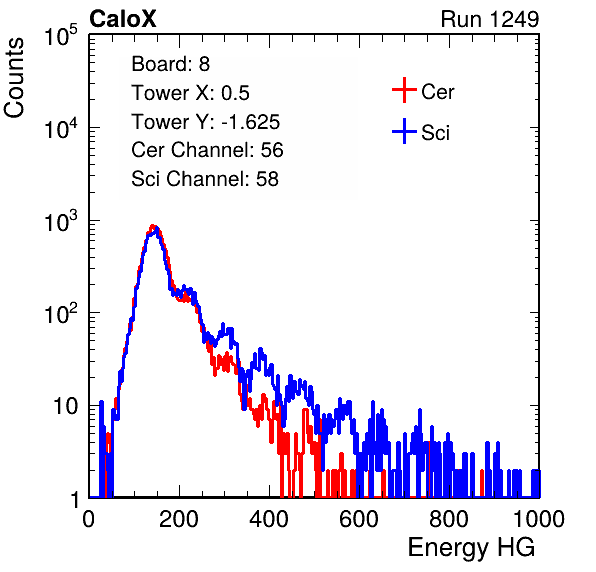 CaloX Run 1249
Counts
Board: 8
Tower X: 0.5
Tower Y: -1.625
Cer Channel: 56
Sci Channel: 58
Cer
Sci
10^5
10^4
10^3
10^2
10
1
0 200 400 600 800 1000
Energy HG